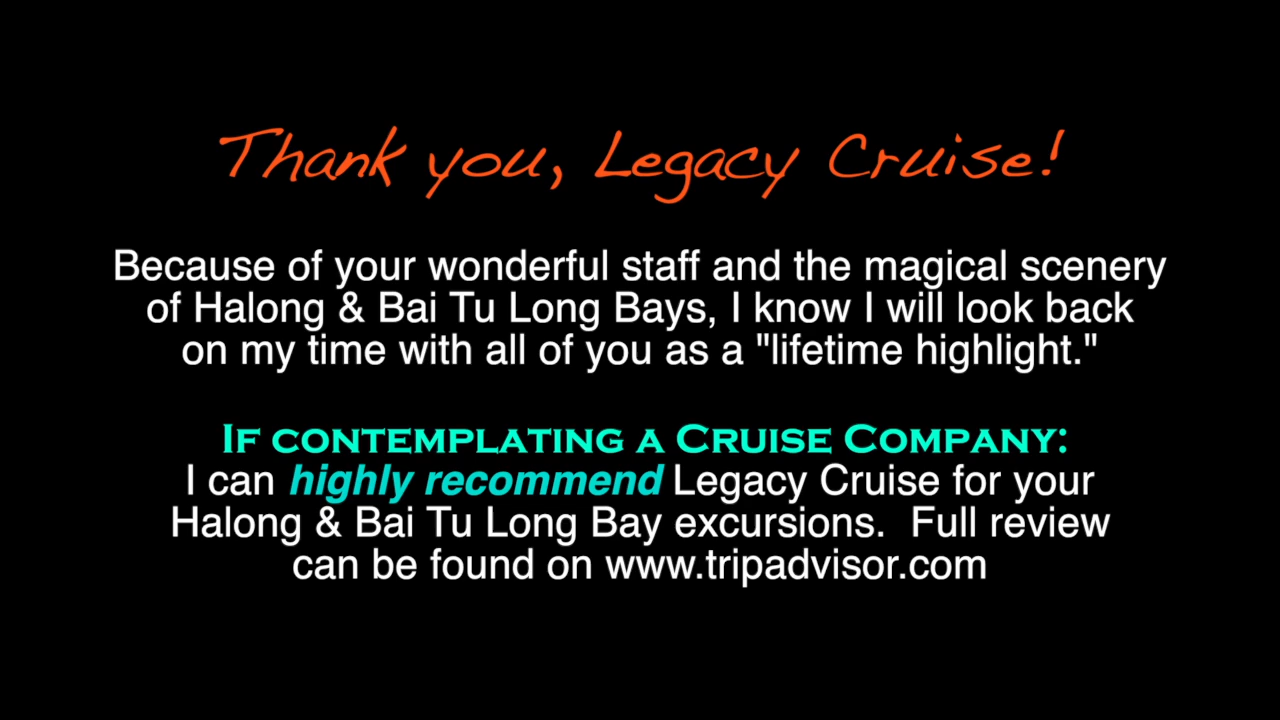 Thank you, Legacy Cruise!
Because of your wonderful staff and the magical scenery
of Halong & Bai Tu Long Bays, I know I will look back
on my time with all of you as a "lifetime highlight."
If contemplating a Cruise Company:
I can highly recommend Legacy Cruise for your
Halong & Bai Tu Long Bay excursions.  Full review
can be found on www.tripadvisor.com